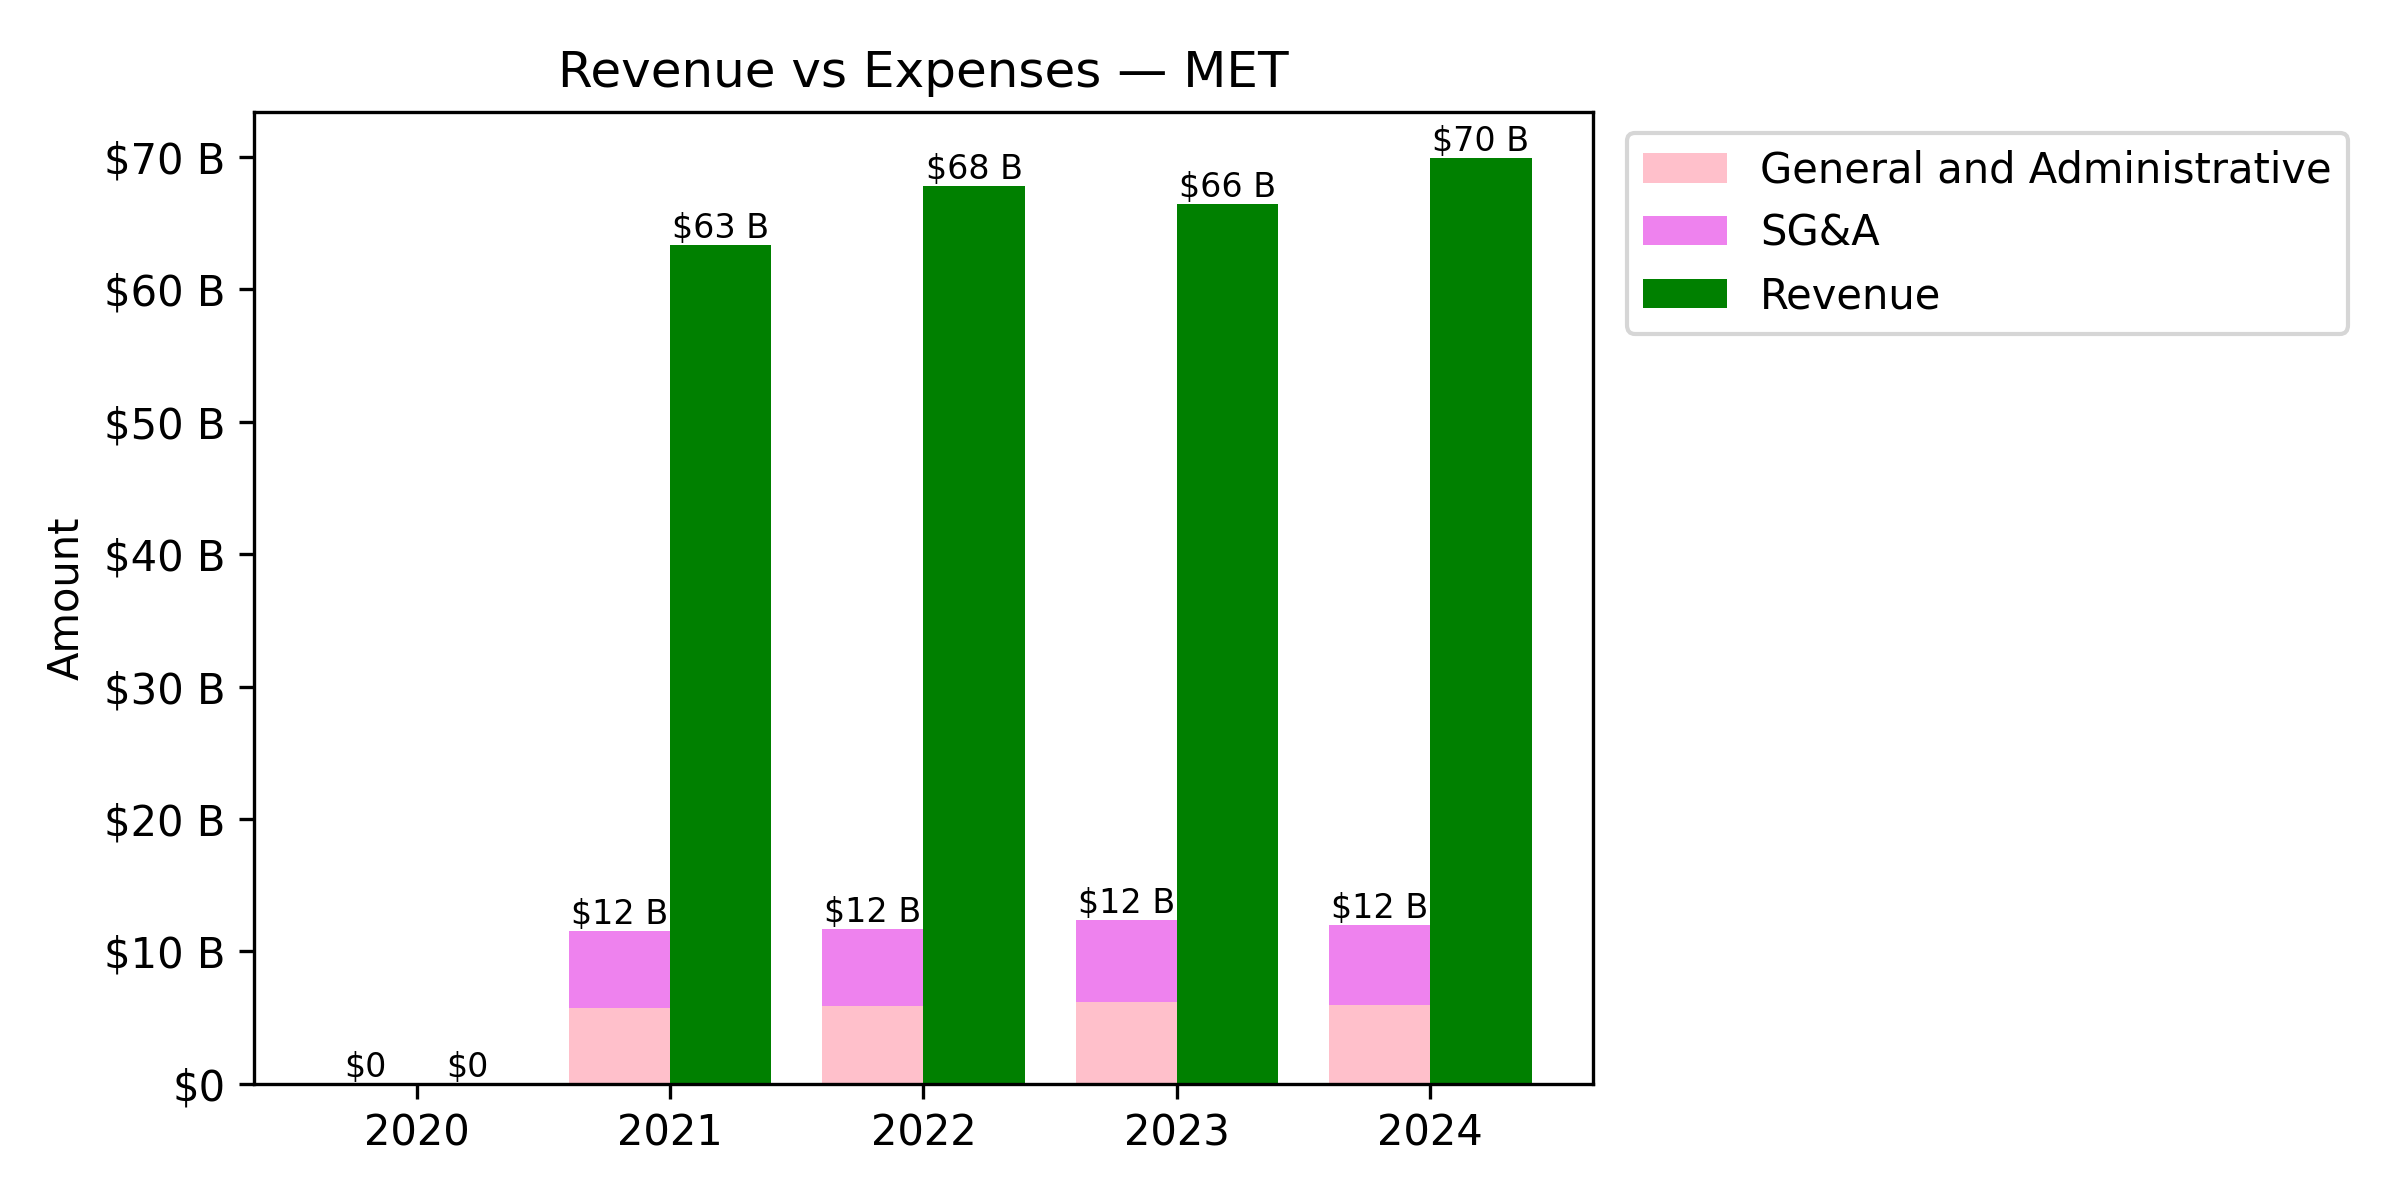 Revenue vs Expenses — MET
General and Administrative
SG&A
Revenue
Amount
$70 B
$60 B
$50 B
$40 B
$30 B
$20 B
$10 B
$0
$0
$0
$12 B
$63 B
$12 B
$68 B
$12 B
$66 B
$12 B
$70 B
2020
2021
2022
2023
2024